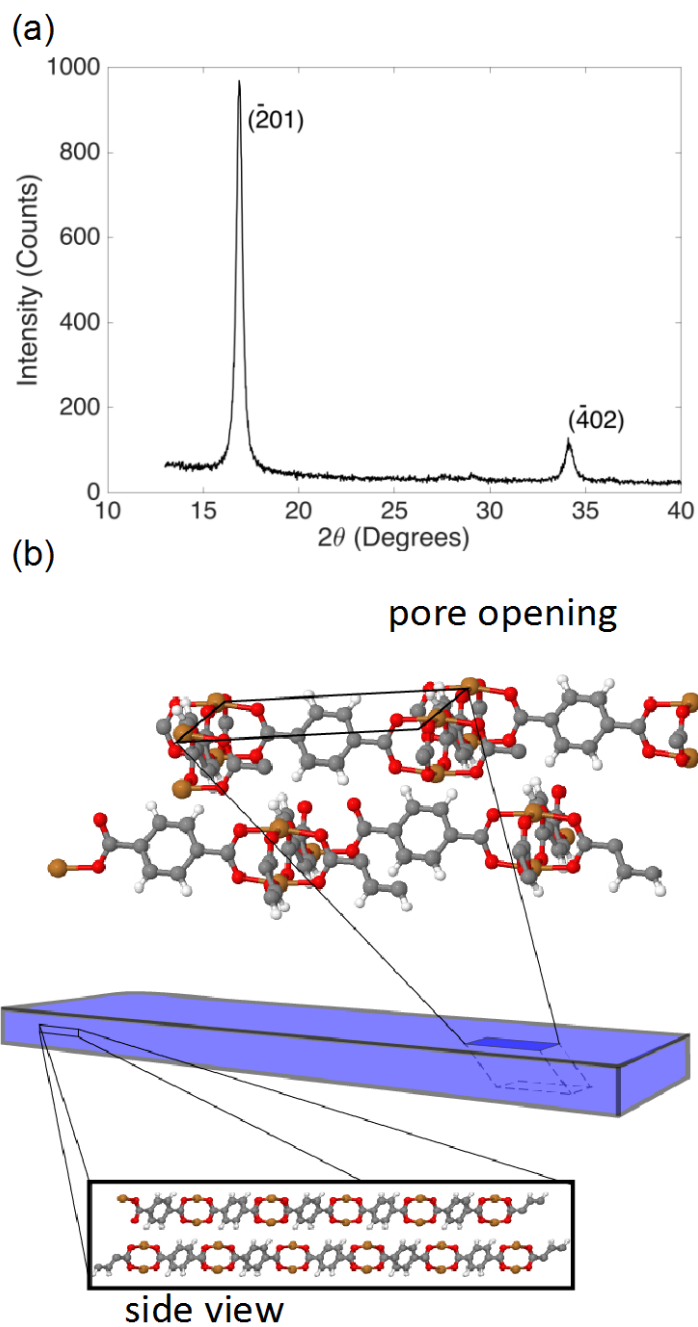 (a)
1000
800
600
400
200
0
Intensity (Counts)
(2̄01)
(4̄02)
10 15 20 25 30 35 40
2θ (Degrees)
(b)
pore opening
side view